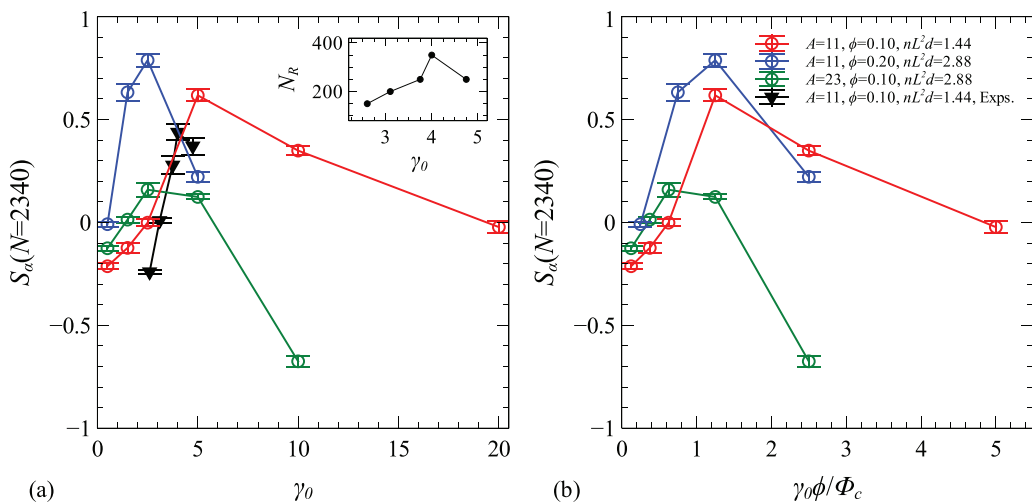 1
0.5
0
−0.5
−1
S_α(N=2340)
0
5
10
15
20
γ₀
(a)
400
200
N_R
3
4
5
γ₀
1
0.5
0
−0.5
−1
S_α(N=2340)
A=11, ϕ=0.10, nL²d=1.44
A=11, ϕ=0.20, nL²d=2.88
A=23, ϕ=0.10, nL²d=2.88
A=11, ϕ=0.10, nL²d=1.44, Exps.
0
1
2
3
4
5
γ₀ϕ/Φ_c
(b)